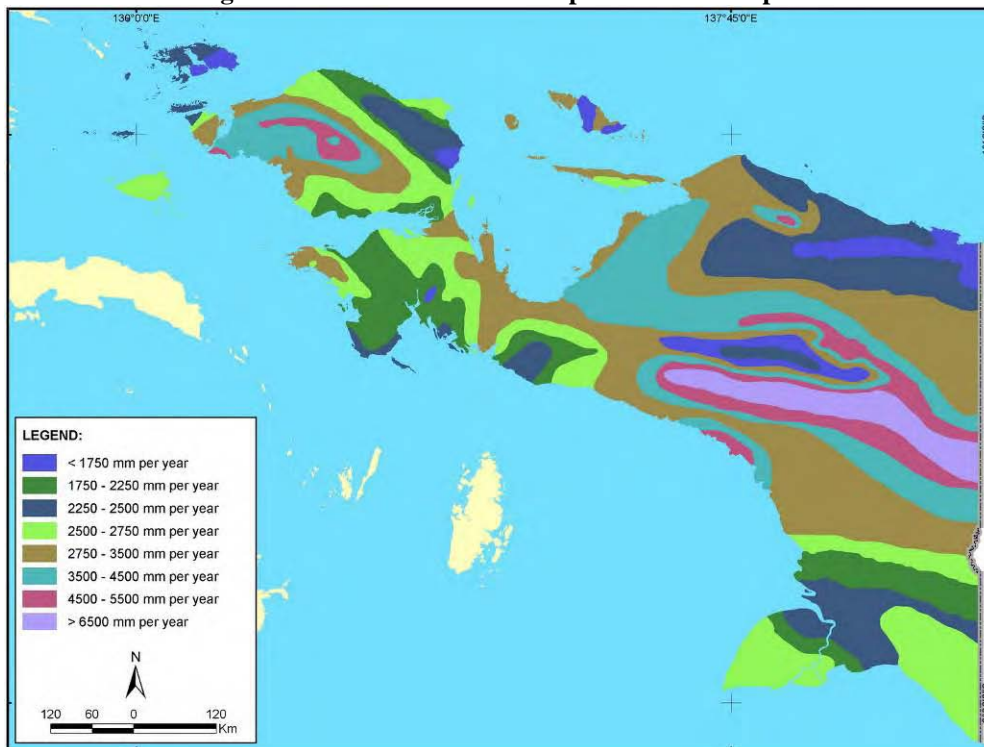 130°0'0"E
137°45'0"E
LEGEND:
< 1750 mm per year
1750 - 2250 mm per year
2250 - 2500 mm per year
2500 - 2750 mm per year
2750 - 3500 mm per year
3500 - 4500 mm per year
4500 - 5500 mm per year
> 6500 mm per year
N
120 60 0 120
Km